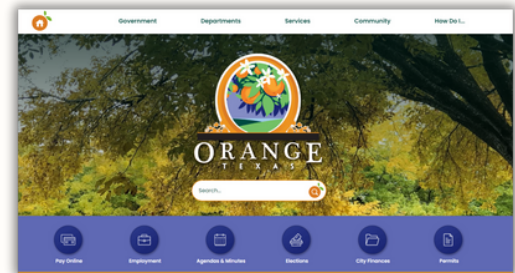 Government Departments Services Community How Do I...
ORANGE
TEXAS
Search...
Pay Online Employment Agendas & Minutes Elections City Finances Permits